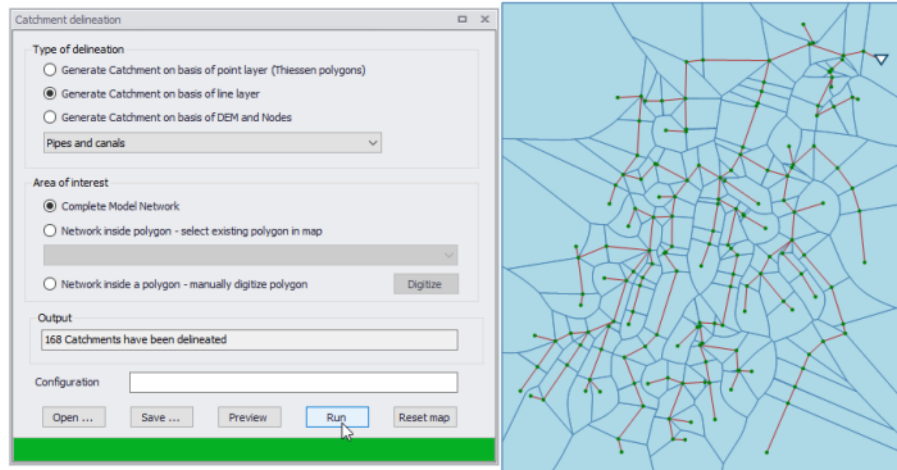 Catchment delineation
Type of delineation
Generate Catchment on basis of point layer (Thiessen polygons)
Generate Catchment on basis of line layer
Generate Catchment on basis of DEM and Nodes
Pipes and canals
Area of interest
Complete Model Network
Network inside polygon - select existing polygon in map
Network inside a polygon - manually digitize polygon
Digitize
Output
168 Catchments have been delineated
Configuration
Open ...
Save ...
Preview
Run
Reset map